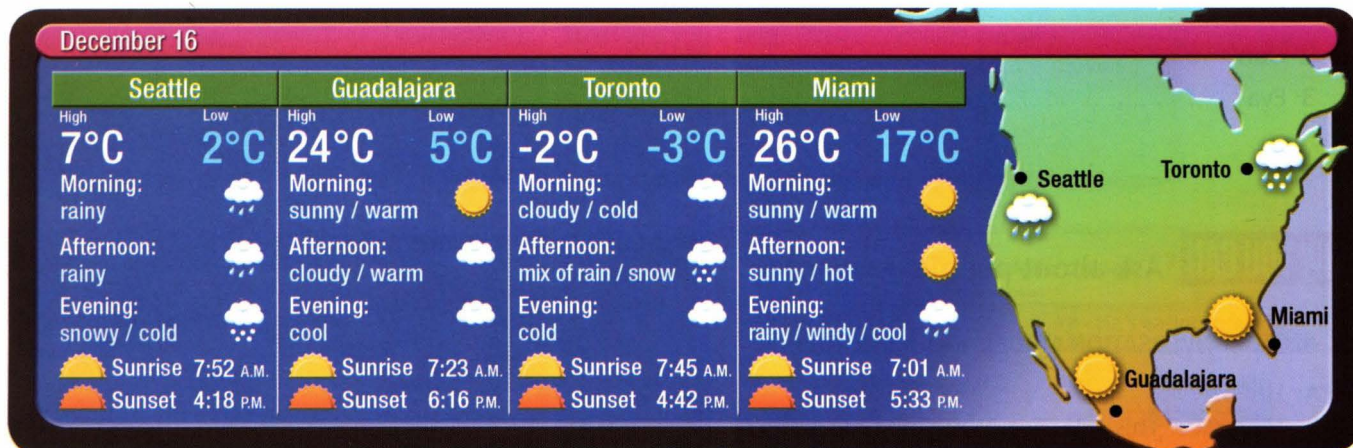 December 16
Seattle
High Low
7°C 2°C
Morning:
rainy
Afternoon:
rainy
Evening:
snowy / cold
Sunrise 7:52 A.M.
Sunset 4:18 P.M.
Guadalajara
High Low
24°C 5°C
Morning:
sunny / warm
Afternoon:
cloudy / warm
Evening:
cool
Sunrise 7:23 A.M.
Sunset 6:16 P.M.
Toronto
High Low
-2°C -3°C
Morning:
cloudy / cold
Afternoon:
mix of rain / snow
Evening:
cold
Sunrise 7:45 A.M.
Sunset 4:42 P.M.
Miami
High Low
26°C 17°C
Morning:
sunny / warm
Afternoon:
sunny / hot
Evening:
rainy / windy / cool
Sunrise 7:01 A.M.
Sunset 5:33 P.M.
Seattle
Toronto
Miami
Guadalajara